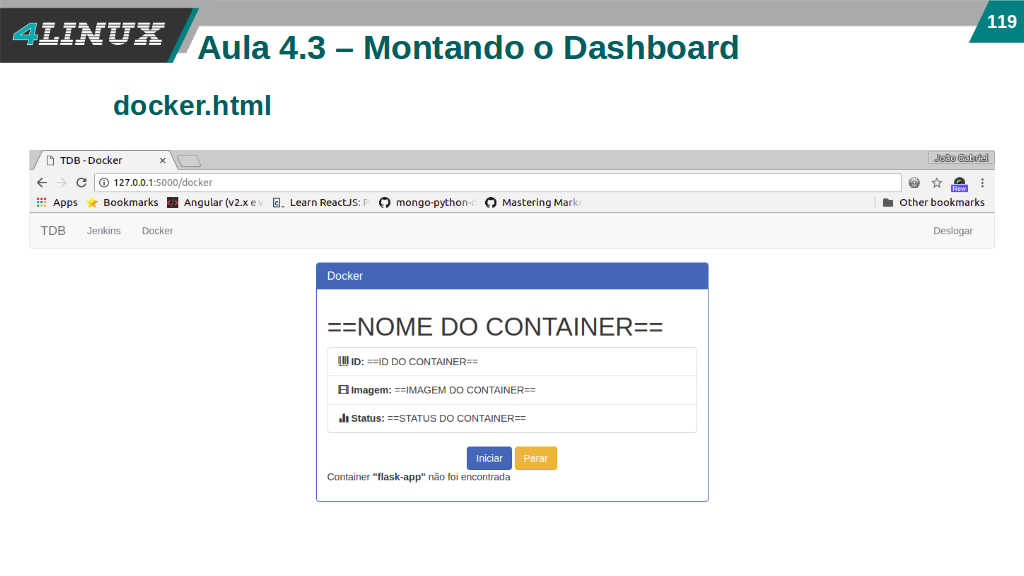 4LINUX
119
Aula 4.3 – Montando o Dashboard
docker.html
TDB - Docker
João Gabriel
127.0.0.1:5000/docker
New
Apps Bookmarks Angular (v2.x e v Learn ReactJS: P mongo-python- Mastering Mark Other bookmarks
TDB Jenkins Docker Deslogar
Docker
==NOME DO CONTAINER==
ID: ==ID DO CONTAINER==
Imagem: ==IMAGEM DO CONTAINER==
Status: ==STATUS DO CONTAINER==
Iniciar Parar
Container "flask-app" não foi encontrada